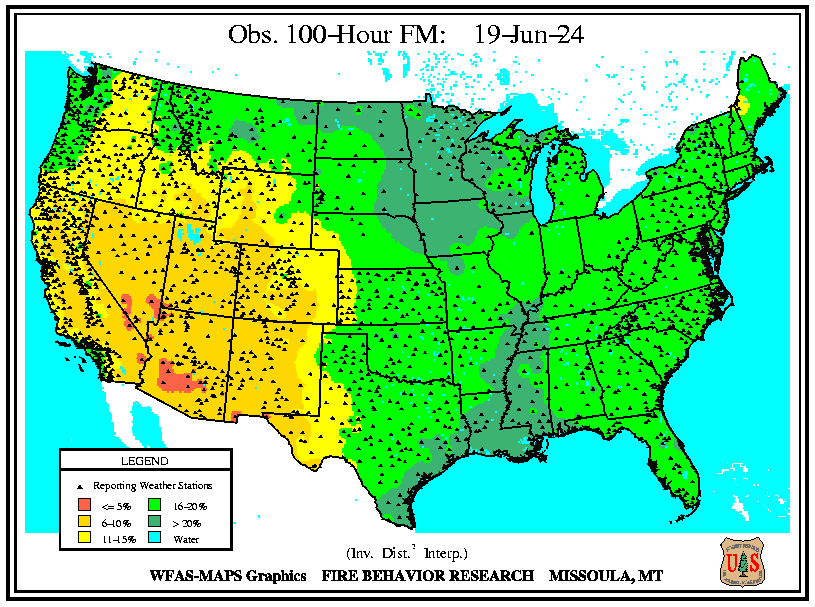 Obs. 100-Hour FM: 19-Jun-24
LEGEND
Reporting Weather Stations
<= 5% 16-20%
6-10% > 20%
11-15% Water
(Inv. Dist.² Interp.)
WFAS-MAPS Graphics FIRE BEHAVIOR RESEARCH MISSOULA, MT
U S